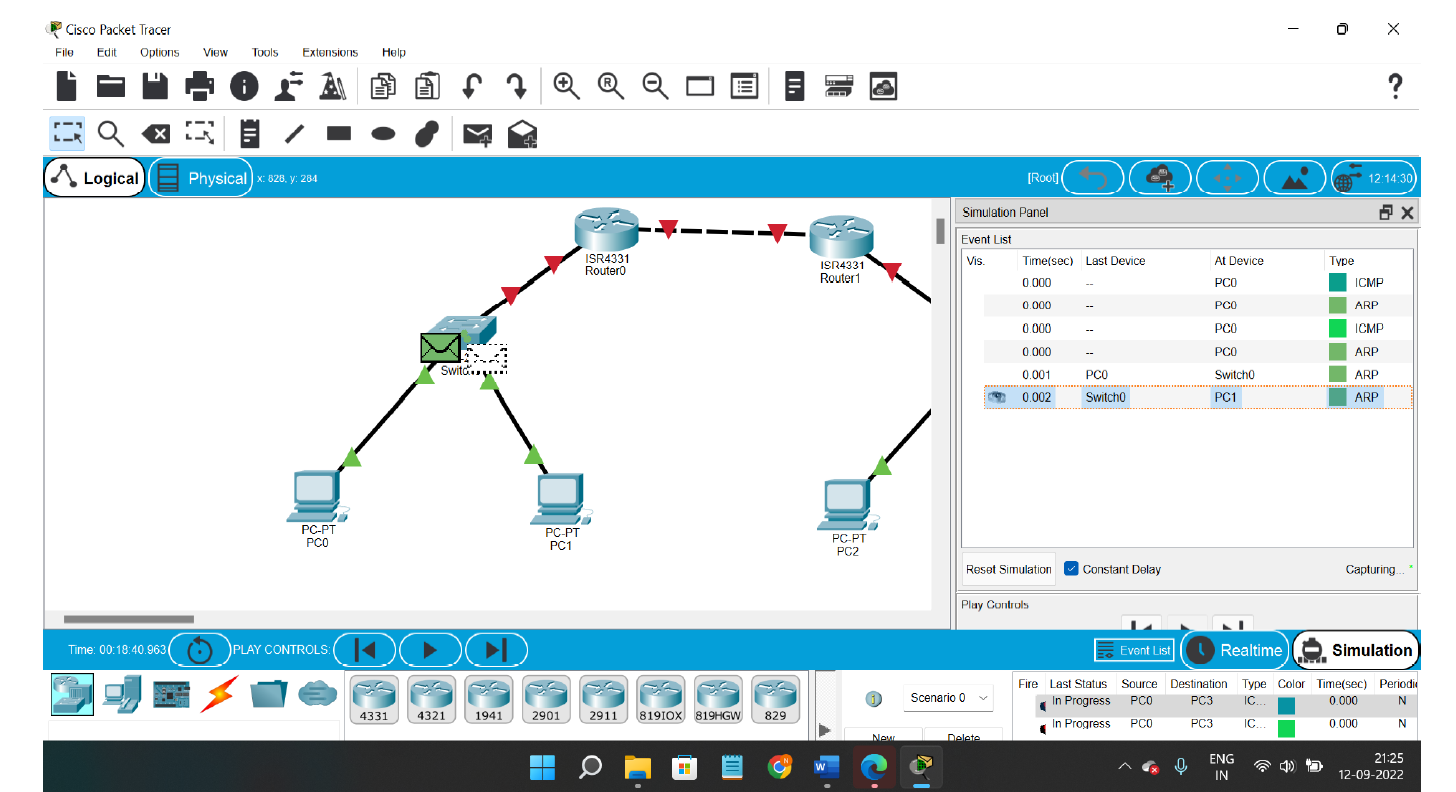 Cisco Packet Tracer
File Edit Options View Tools Extensions Help
Logical Physical x: 828, y: 284 [Root] 12:14:30
ISR4331
Router0
ISR4331
Router1
Switc
PC-PT
PC0
PC-PT
PC1
PC-PT
PC2
Simulation Panel
Event List
Vis. Time(sec) Last Device At Device Type
0.000 -- PC0 ICMP
0.000 -- PC0 ARP
0.000 -- PC0 ICMP
0.000 -- PC0 ARP
0.001 PC0 Switch0 ARP
0.002 Switch0 PC1 ARP
Reset Simulation Constant Delay Capturing...
Play Controls
Time: 00:18:40.963 PLAY CONTROLS: Event List Realtime Simulation
4331 4321 1941 2901 2911 819IOX 819HGW 829
Scenario 0
New Delete
Fire Last Status Source Destination Type Color Time(sec) Periodic
In Progress PC0 PC3 IC... 0.000 N
In Progress PC0 PC3 IC... 0.000 N
ENG
IN
21:25
12-09-2022